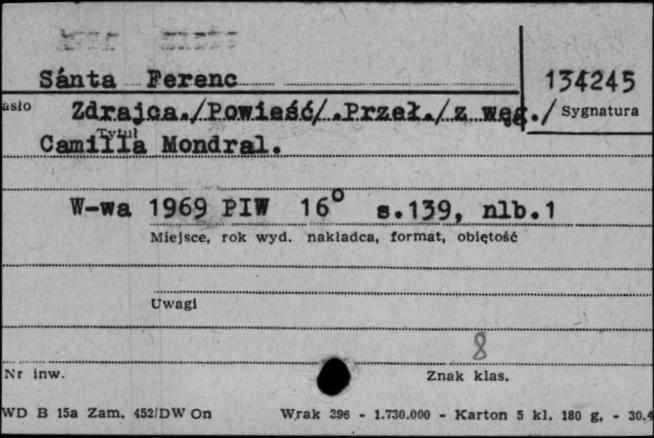 Sánta Ferenc
134245
asło Zdrajca./Powieść/.Przeł./z węg./ Sygnatura
Tytuł
Camilla Mondral.
W-wa 1969 PIW 16° s.139, nlb.1
Miejsce, rok wyd. nakładca, format, objętość
Uwagi
8
Nr inw.
Znak klas.
WD B 15a Zam. 452/DW On Wrak 396 - 1.730.000 - Karton 5 kl. 180 g. - 30.4